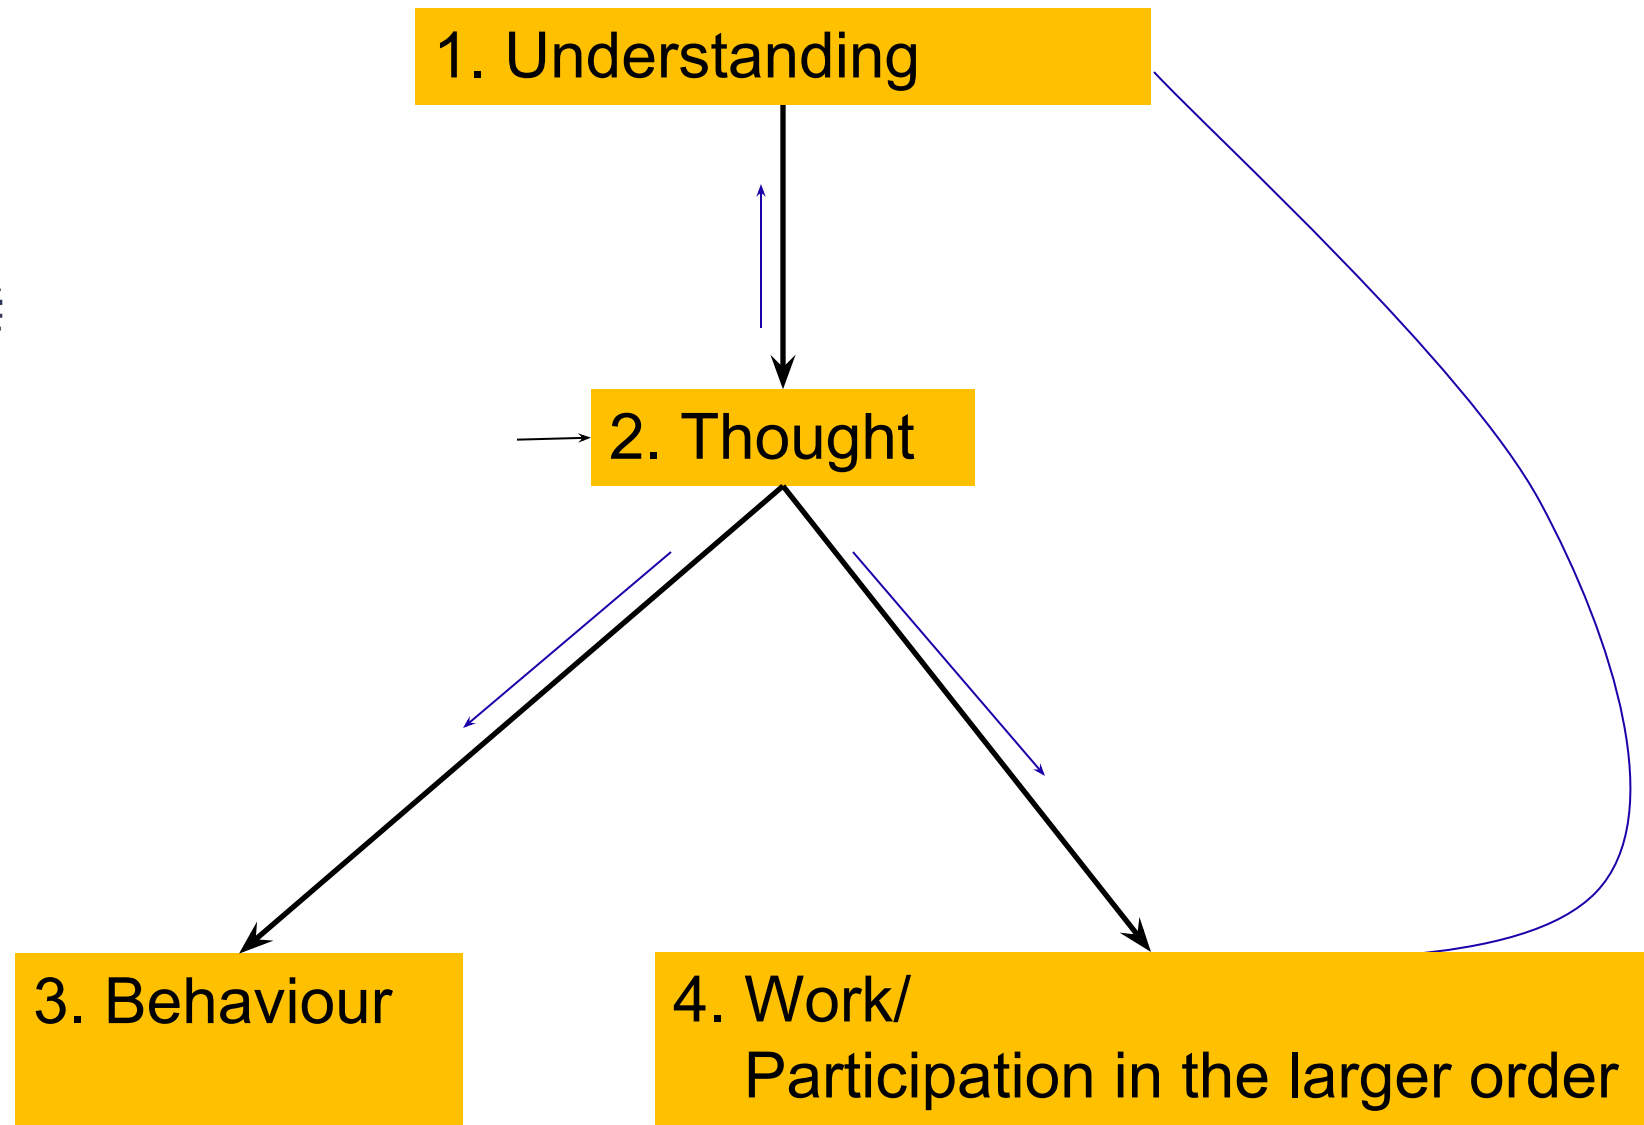 1. Understanding
2. Thought
3. Behaviour
4. Work/
Participation in the larger order